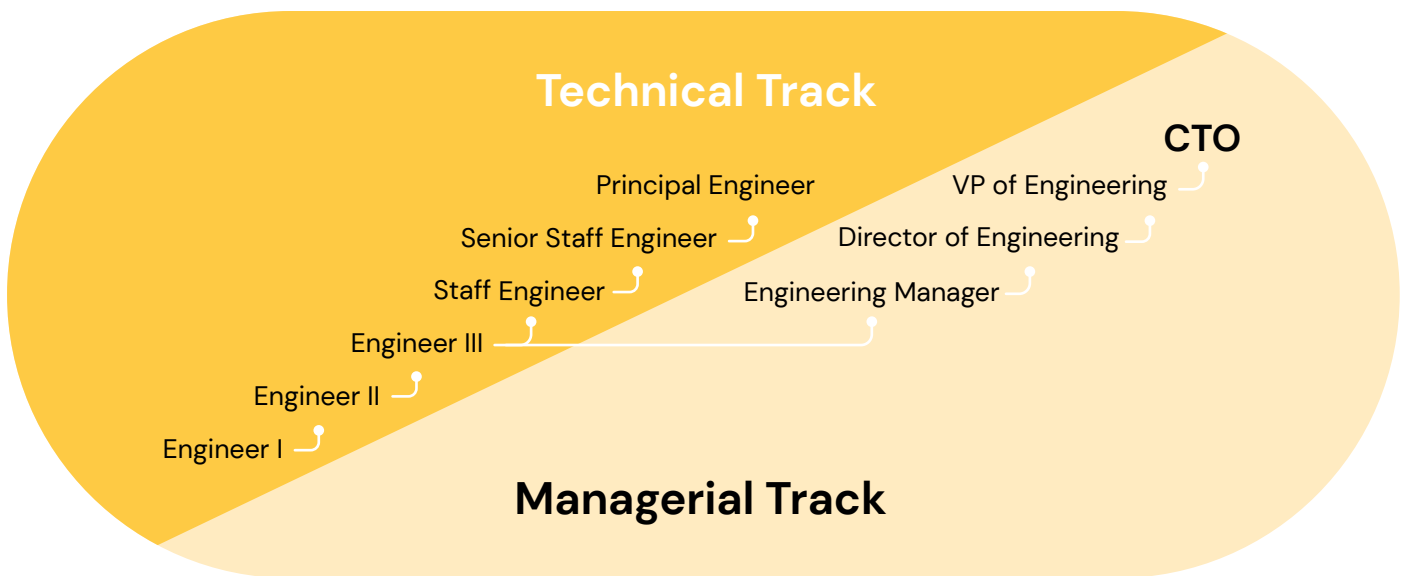 Technical Track
CTO
Principal Engineer
VP of Engineering
Senior Staff Engineer
Director of Engineering
Staff Engineer
Engineering Manager
Engineer III
Engineer II
Engineer I
Managerial Track